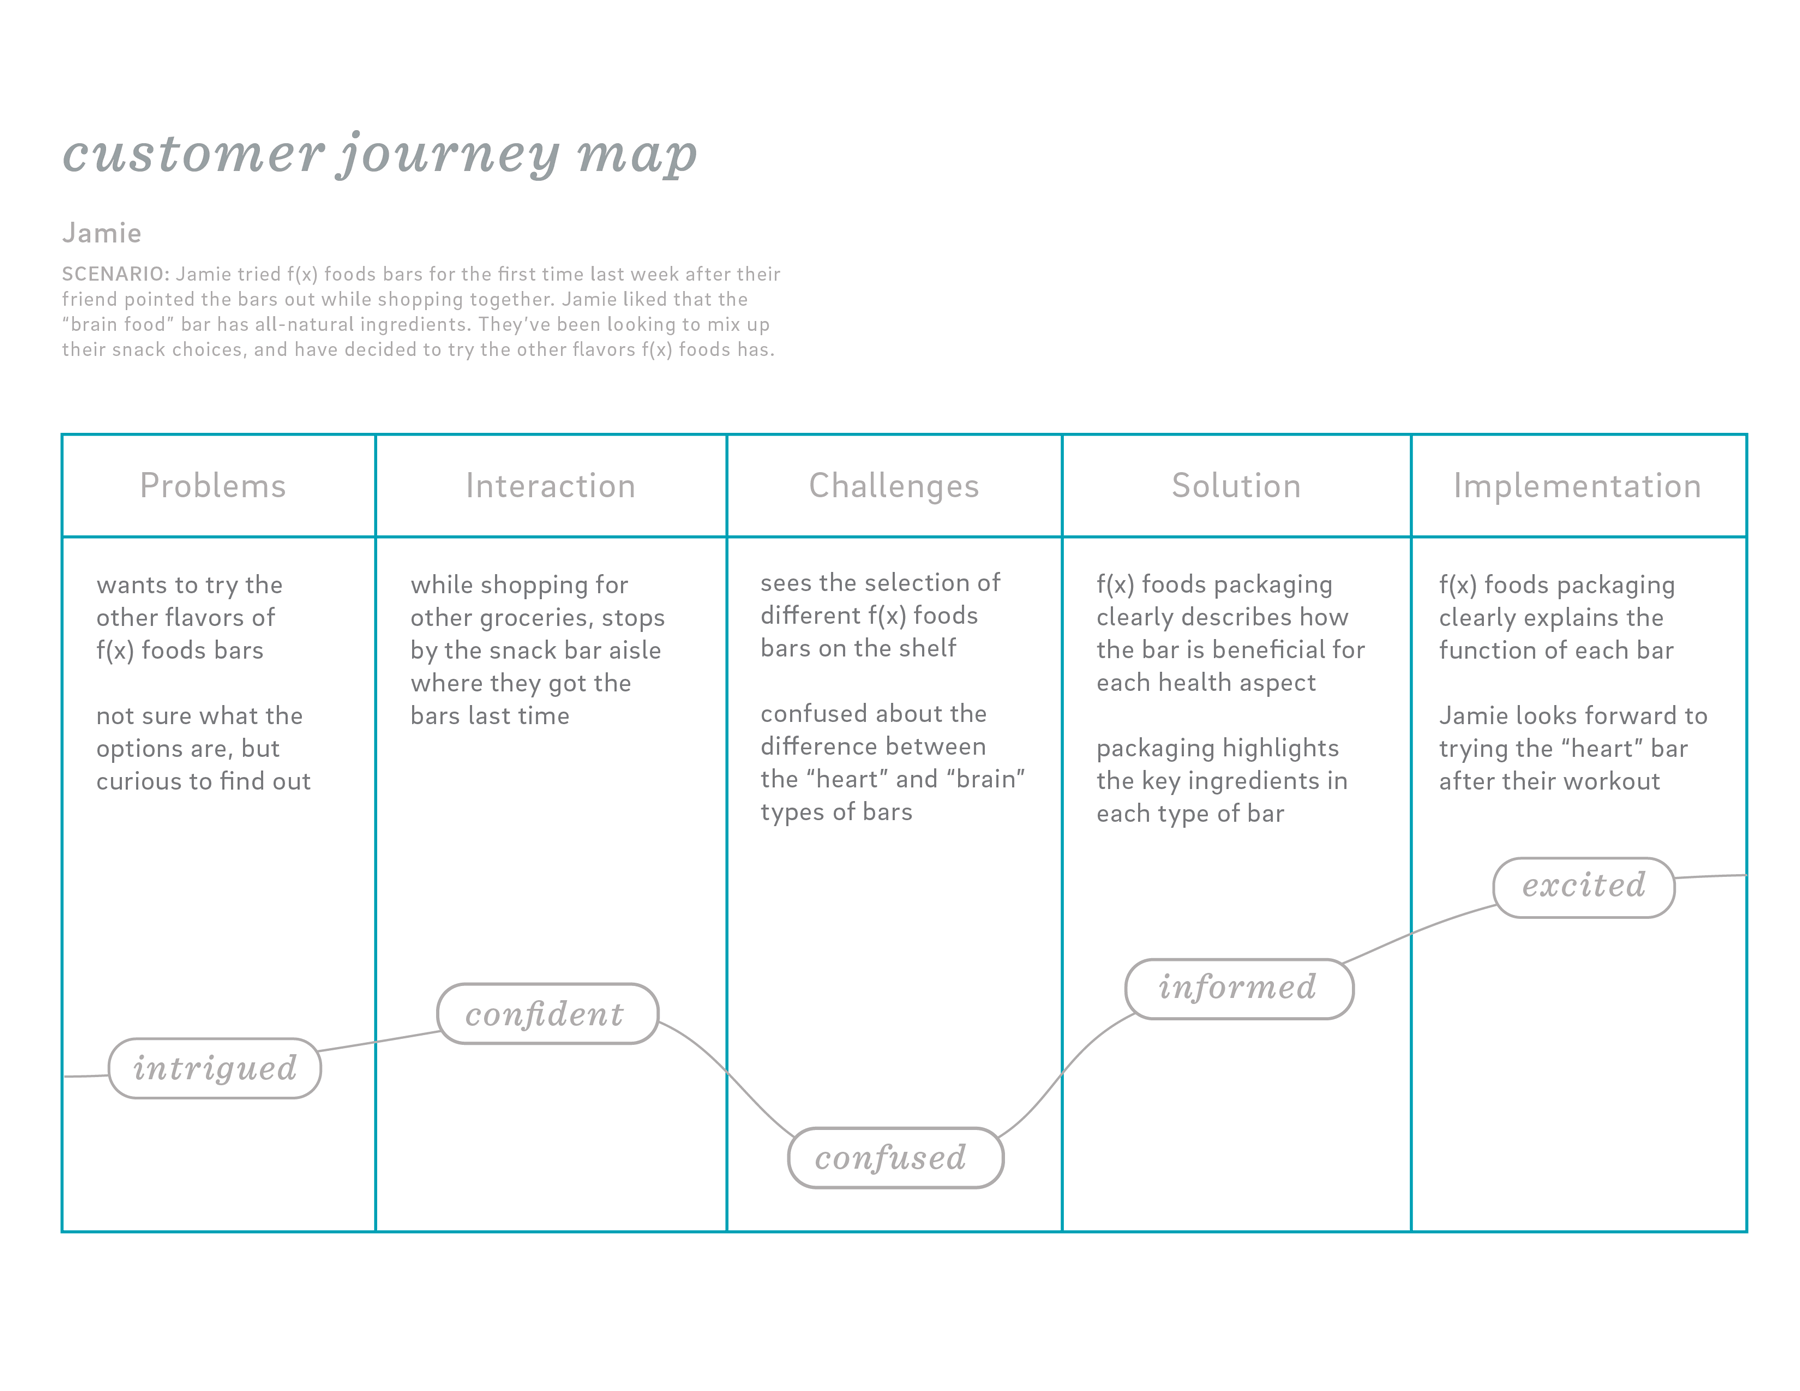 customer journey map
Jamie
SCENARIO: Jamie tried f(x) foods bars for the first time last week after their
friend pointed the bars out while shopping together. Jamie liked that the
“brain food” bar has all-natural ingredients. They’ve been looking to mix up
their snack choices, and have decided to try the other flavors f(x) foods has.
Problems
wants to try the
other flavors of
f(x) foods bars
not sure what the
options are, but
curious to find out
intrigued
Interaction
while shopping for
other groceries, stops
by the snack bar aisle
where they got the
bars last time
confident
Challenges
sees the selection of
different f(x) foods
bars on the shelf
confused about the
difference between
the “heart” and “brain”
types of bars
confused
Solution
f(x) foods packaging
clearly describes how
the bar is beneficial for
each health aspect
packaging highlights
the key ingredients in
each type of bar
informed
Implementation
f(x) foods packaging
clearly explains the
function of each bar
Jamie looks forward to
trying the “heart” bar
after their workout
excited